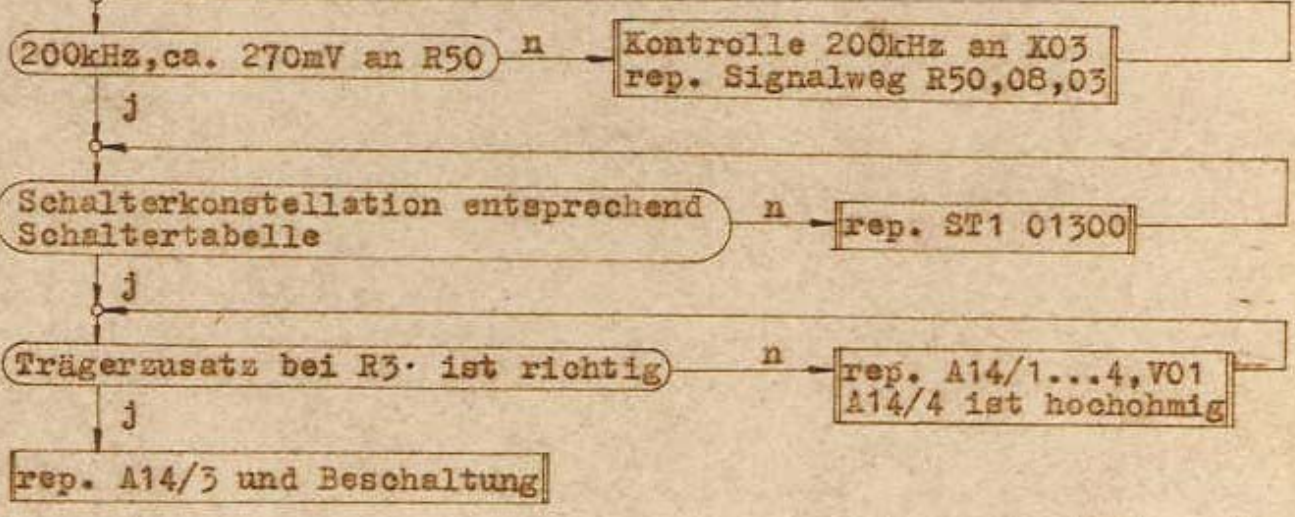 200kHz,ca. 270mV an R50
n
Kontrolle 200kHz an X03
rep. Signalweg R50,08,03
j
Schalterkonstellation entsprechend
Schaltertabelle
n
rep. ST1 01300
j
Trägerzusatz bei R3· ist richtig
n
rep. A14/1...4,V01
A14/4 ist hochohmig
j
rep. A14/3 und Beschaltung